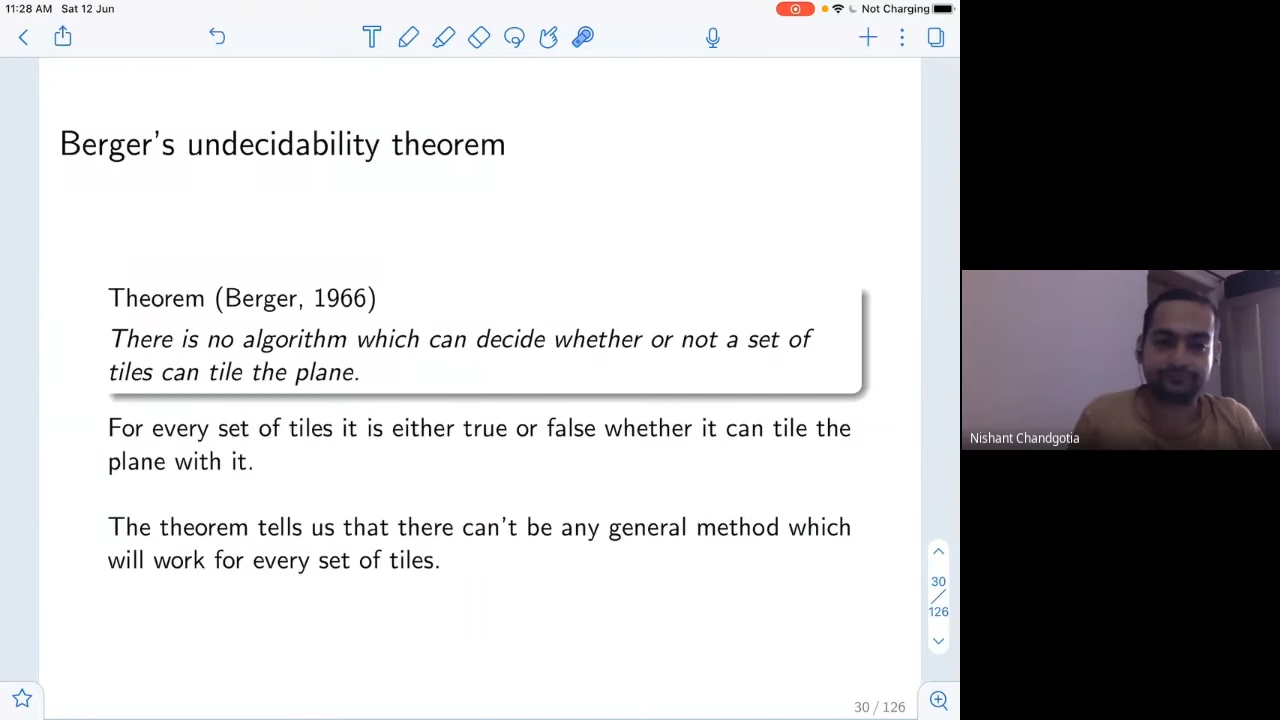 11:28 AM Sat 12 Jun
Not Charging
T
Berger's undecidability theorem
Theorem (Berger, 1966)
There is no algorithm which can decide whether or not a set of
tiles can tile the plane.
For every set of tiles it is either true or false whether it can tile the
plane with it.
The theorem tells us that there can't be any general method which
will work for every set of tiles.
30
126
30 / 126
Nishant Chandgotia